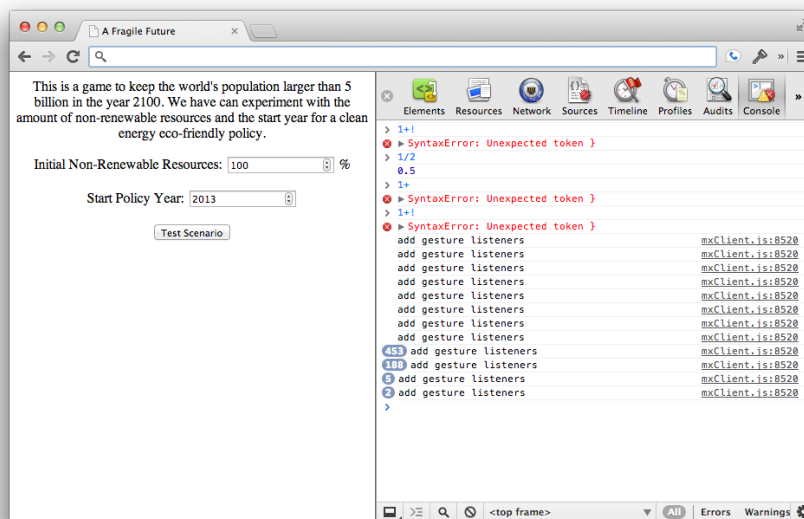 A Fragile Future
This is a game to keep the world's population larger than 5
billion in the year 2100. We have can experiment with the
amount of non-renewable resources and the start year for a clean
energy eco-friendly policy.
Initial Non-Renewable Resources: 100 %
Start Policy Year: 2013
Test Scenario
Elements Resources Network Sources Timeline Profiles Audits Console »
> 1+!
▶ SyntaxError: Unexpected token }
> 1/2
0.5
> 1+
▶ SyntaxError: Unexpected token }
> 1+!
▶ SyntaxError: Unexpected token }
add gesture listeners mxClient.js:8520
add gesture listeners mxClient.js:8520
add gesture listeners mxClient.js:8520
add gesture listeners mxClient.js:8520
add gesture listeners mxClient.js:8520
add gesture listeners mxClient.js:8520
add gesture listeners mxClient.js:8520
add gesture listeners mxClient.js:8520
453 add gesture listeners mxClient.js:8520
188 add gesture listeners mxClient.js:8520
5 add gesture listeners mxClient.js:8520
2 add gesture listeners mxClient.js:8520
>
<top frame> All Errors Warnings